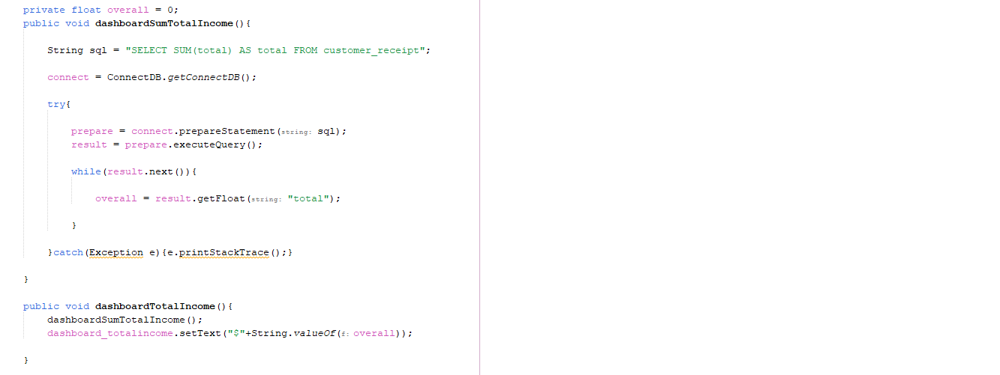 private float overall = 0;
public void dashboardSumTotalIncome(){
String sql = "SELECT SUM(total) AS total FROM customer_receipt";
connect = ConnectDB.getConnectDB();
try{
prepare = connect.prepareStatement(string: sql);
result = prepare.executeQuery();
while(result.next()){
overall = result.getFloat(string: "total");
}
}catch(Exception e){e.printStackTrace();}
}
public void dashboardTotalIncome(){
dashboardSumTotalIncome();
dashboard_totalincome.setText("$"+String.valueOf(f: overall));
}